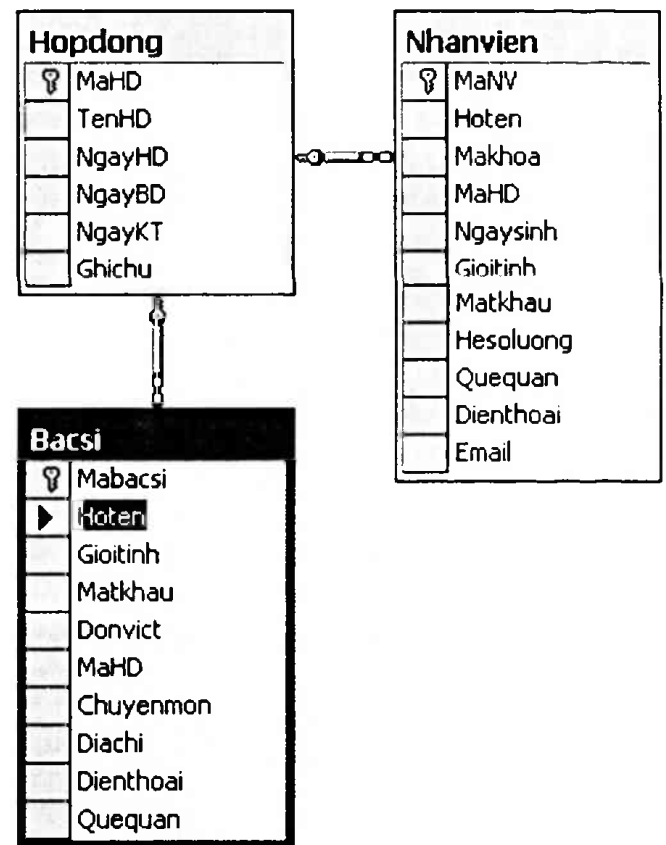 Hopdong
MaHD
TenHD
NgayHD
NgayBD
NgayKT
Ghichu
Nhanvien
MaNV
Hoten
Makhoa
MaHD
Ngaysinh
Gioitinh
Matkhau
Hesoluong
Quequan
Dienthoai
Email
Bacsi
Mabacsi
Hoten
Gioitinh
Matkhau
Donvict
MaHD
Chuyenmon
Diachi
Dienthoai
Quequan